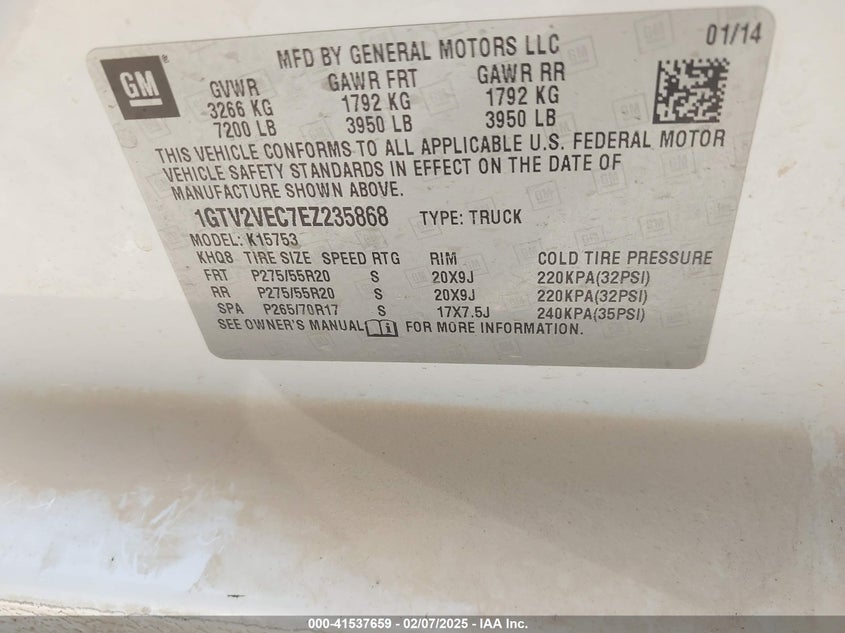 GM ®
MFD BY GENERAL MOTORS LLC 01/14
GVWR GAWR FRT GAWR RR
3266 KG 1792 KG 1792 KG
7200 LB 3950 LB 3950 LB
THIS VEHICLE CONFORMS TO ALL APPLICABLE U.S. FEDERAL MOTOR
VEHICLE SAFETY STANDARDS IN EFFECT ON THE DATE OF
MANUFACTURE SHOWN ABOVE.
1GTV2VEC7EZ235868 TYPE: TRUCK
MODEL: K15753
KHQ8 TIRE SIZE SPEED RTG RIM COLD TIRE PRESSURE
FRT P275/55R20 S 20X9J 220KPA(32PSI)
RR P275/55R20 S 20X9J 220KPA(32PSI)
SPA P265/70R17 S 17X7.5J 240KPA(35PSI)
SEE OWNER'S MANUAL FOR MORE INFORMATION.
000-41537659 - 02/07/2025 - IAA Inc.